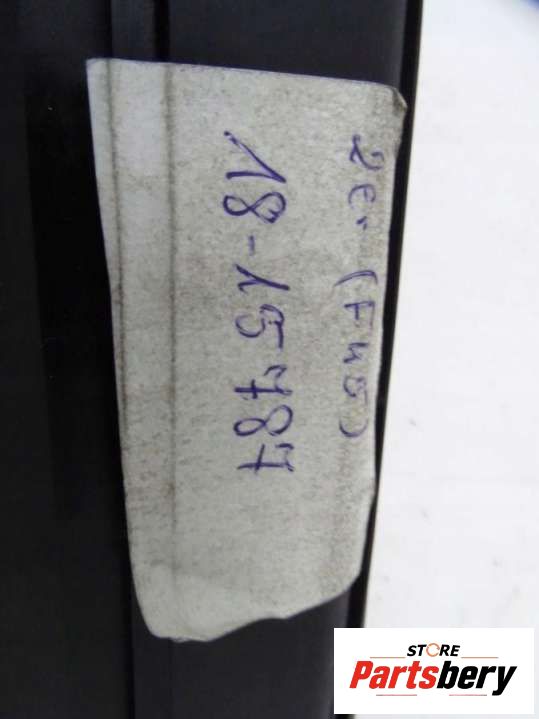 2er (F45)
18-15787
STORE
Partsbery